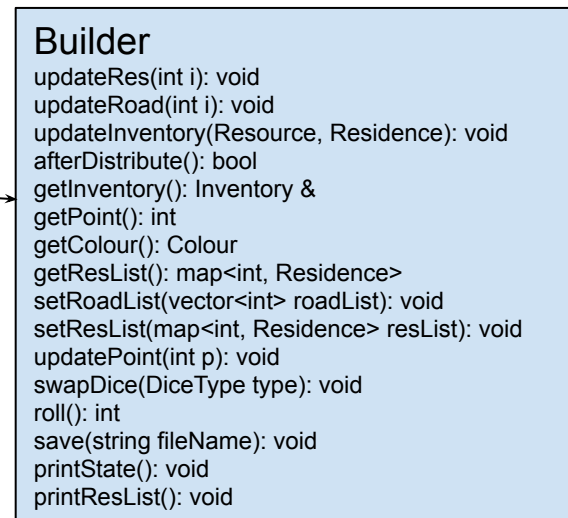 Builder
updateRes(int i): void
updateRoad(int i): void
updateInventory(Resource, Residence): void
afterDistribute(): bool
getInventory(): Inventory &
getPoint(): int
getColour(): Colour
getResList(): map<int, Residence>
setRoadList(vector<int> roadList): void
setResList(map<int, Residence> resList): void
updatePoint(int p): void
swapDice(DiceType type): void
roll(): int
save(string fileName): void
printState(): void
printResList(): void